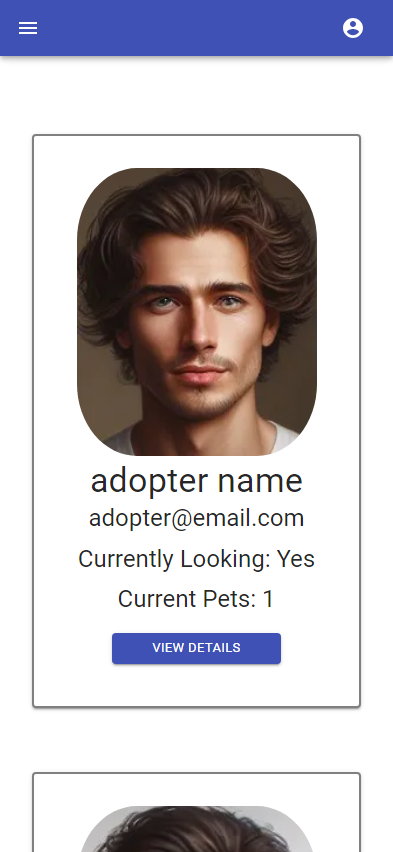 adopter name
adopter@email.com
Currently Looking: Yes
Current Pets: 1
VIEW DETAILS